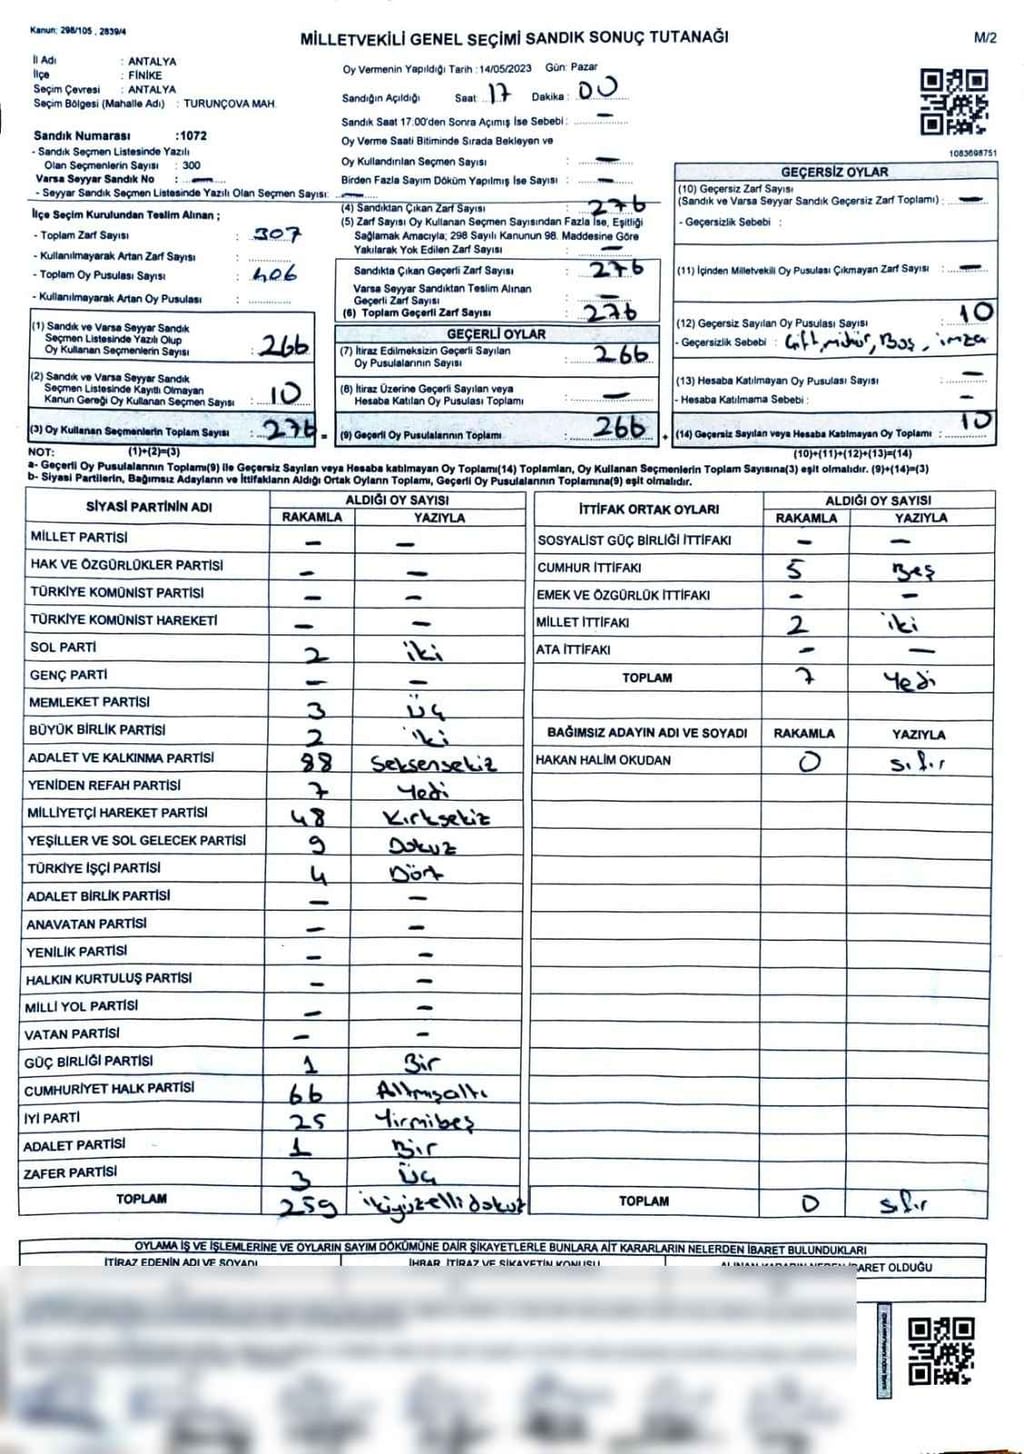 Kanun: 298/105 , 2839/4
MİLLETVEKİLİ GENEL SEÇİMİ SANDIK SONUÇ TUTANAĞI
M/2
İl Adı : ANTALYA
İlçe : FİNİKE
Seçim Çevresi : ANTALYA
Seçim Bölgesi (Mahalle Adı) : TURUNÇOVA MAH.
Sandık Numarası :1072
- Sandık Seçmen Listesinde Yazılı
Olan Seçmenlerin Sayısı : 300
Varsa Seyyar Sandık No : —
- Seyyar Sandık Seçmen Listesinde Yazılı Olan Seçmen Sayısı: —
Oy Vermenin Yapıldığı Tarih :14/05/2023 Gün: Pazar
Sandığın Açıldığı Saat : 17 Dakika : 00
Sandık Saat 17.00'den Sonra Açımış İse Sebebi : —
Oy Verme Saati Bitiminde Sırada Bekleyen ve
Oy Kullandırılan Seçmen Sayısı : —
Birden Fazla Sayım Döküm Yapılmış İse Sayısı : —
1083698751
İlçe Seçim Kurulundan Teslim Alınan ;
- Toplam Zarf Sayısı : 307
- Kullanılmayarak Artan Zarf Sayısı :
- Toplam Oy Pusulası Sayısı : 406
- Kullanılmayarak Artan Oy Pusulası :
(1) Sandık ve Varsa Seyyar Sandık
Seçmen Listesinde Yazılı Olup
Oy Kullanan Seçmenlerin Sayısı : 266
(2) Sandık ve Varsa Seyyar Sandık
Seçmen Listesinde Kayıtlı Olmayan
Kanun Gereği Oy Kullanan Seçmen Sayısı : 10
(3) Oy Kullanan Seçmenlerin Toplam Sayısı : 276 =
(4) Sandıktan Çıkan Zarf Sayısı : 276
(5) Zarf Sayısı Oy Kullanan Seçmen Sayısından Fazla İse, Eşitliği
Sağlamak Amacıyla; 298 Sayılı Kanunun 98. Maddesine Göre
Yakılarak Yok Edilen Zarf Sayısı : —
Sandıkta Çıkan Geçerli Zarf Sayısı : 276
Varsa Seyyar Sandıktan Teslim Alınan
Geçerli Zarf Sayısı : —
(6) Toplam Geçerli Zarf Sayısı : 276
GEÇERLİ OYLAR
(7) İtiraz Edilmeksizin Geçerli Sayılan
Oy Pusulalarının Sayısı : 266
(8) İtiraz Üzerine Geçerli Sayılan veya
Hesaba Katılan Oy Pusulası Toplamı : —
(9) Geçerli Oy Pusulalarının Toplamı : 266 +
GEÇERSİZ OYLAR
(10) Geçersiz Zarf Sayısı
(Sandık ve Varsa Seyyar Sandık Geçersiz Zarf Toplamı) : —
- Geçersizlik Sebebi :
(11) İçinden Milletvekili Oy Pusulası Çıkmayan Zarf Sayısı : —
(12) Geçersiz Sayılan Oy Pusulası Sayısı : 10
- Geçersizlik Sebebi : Çift mühür, Boş, imza
(13) Hesaba Katılmayan Oy Pusulası Sayısı : —
- Hesaba Katılmama Sebebi : —
(14) Geçersiz Sayılan veya Hesaba Katılmayan Oy Toplamı : 10
NOT: (1)+(2)=(3) (10)+(11)+(12)+(13)=(14)
a- Geçerli Oy Pusulalarının Toplamı(9) ile Geçersiz Sayılan veya Hesaba katılmayan Oy Toplamı(14) Toplamları, Oy Kullanan Seçmenlerin Toplam Sayısına(3) eşit olmalıdır. (9)+(14)=(3)
b- Siyasi Partilerin, Bağımsız Adayların ve İttifakların Aldığı Ortak Oyların Toplamı, Geçerli Oy Pusulalarının Toplamına(9) eşit olmalıdır.
SİYASİ PARTİNİN ADI ALDIĞI OY SAYISI
RAKAMLA YAZIYLA
MİLLET PARTİSİ — —
HAK VE ÖZGÜRLÜKLER PARTİSİ — —
TÜRKİYE KOMÜNİST PARTİSİ — —
TÜRKİYE KOMÜNİST HAREKETİ — —
SOL PARTİ 2 iki
GENÇ PARTİ — —
MEMLEKET PARTİSİ 3 Üç
BÜYÜK BİRLİK PARTİSİ 2 iki
ADALET VE KALKINMA PARTİSİ 88 Seksensekiz
YENİDEN REFAH PARTİSİ 7 Yedi
MİLLİYETÇİ HAREKET PARTİSİ 48 Kırksekiz
YEŞİLLER VE SOL GELECEK PARTİSİ 9 Dokuz
TÜRKİYE İŞÇİ PARTİSİ 4 Dört
ADALET BİRLİK PARTİSİ — —
ANAVATAN PARTİSİ — —
YENİLİK PARTİSİ — —
HALKIN KURTULUŞ PARTİSİ — —
MİLLİ YOL PARTİSİ — —
VATAN PARTİSİ — —
GÜÇ BİRLİĞİ PARTİSİ 1 Bir
CUMHURİYET HALK PARTİSİ 66 Altmışaltı
İYİ PARTİ 25 Yirmibeş
ADALET PARTİSİ 1 Bir
ZAFER PARTİSİ 3 Üç
TOPLAM 259 ikiyüzellidokuz
İTTİFAK ORTAK OYLARI ALDIĞI OY SAYISI
RAKAMLA YAZIYLA
SOSYALİST GÜÇ BİRLİĞİ İTTİFAKI — —
CUMHUR İTTİFAKI 5 Beş
EMEK VE ÖZGÜRLÜK İTTİFAKI — —
MİLLET İTTİFAKI 2 iki
ATA İTTİFAKI — —
TOPLAM 7 Yedi
BAĞIMSIZ ADAYIN ADI VE SOYADI RAKAMLA YAZIYLA
HAKAN HALİM OKUDAN 0 sıfır
TOPLAM 0 sıfır
OYLAMA İŞ VE İŞLEMLERİNE VE OYLARIN SAYIM DÖKÜMÜNE DAİR ŞİKAYETLERLE BUNLARA AİT KARARLARIN NELERDEN İBARET BULUNDUKLARI
İTİRAZ EDENİN ADI VE SOYADI İHBAR, İTİRAZ VE ŞİKAYETİN KONUSU ALINAN KARARIN NEDEN İBARET OLDUĞU